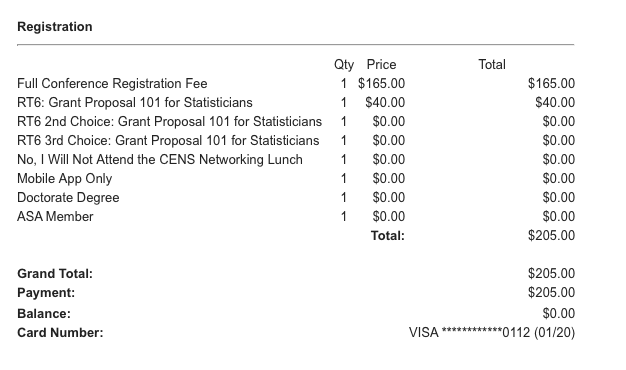 Registration
Qty Price Total
Full Conference Registration Fee 1 $165.00 $165.00
RT6: Grant Proposal 101 for Statisticians 1 $40.00 $40.00
RT6 2nd Choice: Grant Proposal 101 for Statisticians 1 $0.00 $0.00
RT6 3rd Choice: Grant Proposal 101 for Statisticians 1 $0.00 $0.00
No, I Will Not Attend the CENS Networking Lunch 1 $0.00 $0.00
Mobile App Only 1 $0.00 $0.00
Doctorate Degree 1 $0.00 $0.00
ASA Member 1 $0.00 $0.00
Total: $205.00
Grand Total: $205.00
Payment: $205.00
Balance: $0.00
Card Number: VISA ************0112 (01/20)